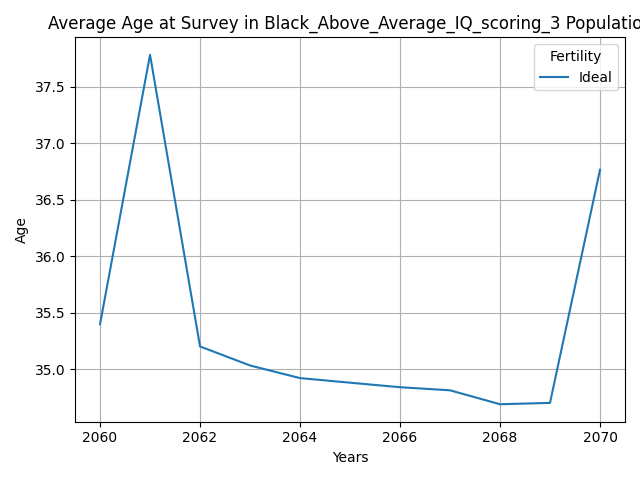 Average Age at Survey in Black_Above_Average_IQ_scoring_3 Populatio
Fertility
Ideal
37.5
37.0
36.5
36.0
35.5
35.0
Age
2060 2062 2064 2066 2068 2070
Years